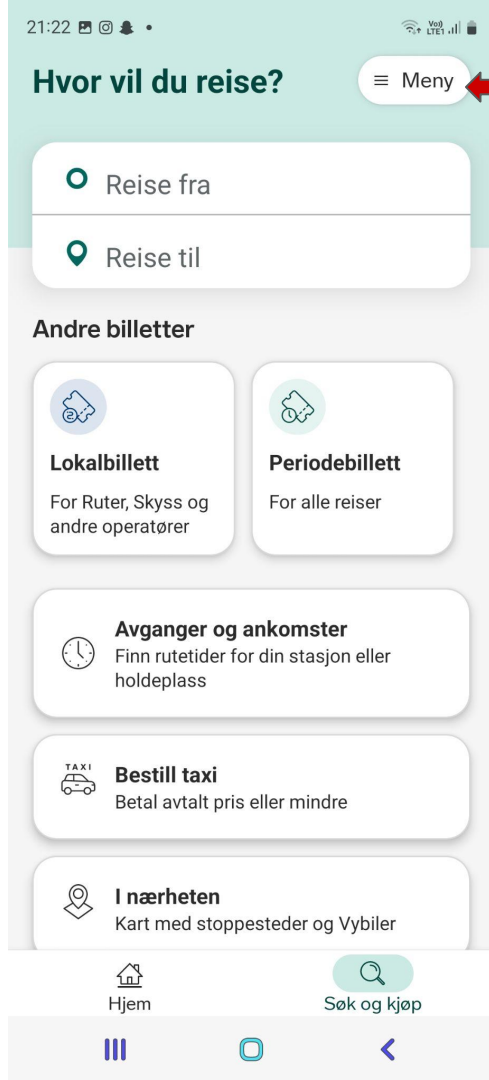 21:22
Vo))
LTE1
Hvor vil du reise?
Meny
Reise fra
Reise til
Andre billetter
Lokalbillett
For Ruter, Skyss og
andre operatører
Periodebillett
For alle reiser
Avganger og ankomster
Finn rutetider for din stasjon eller
holdeplass
TAXI
Bestill taxi
Betal avtalt pris eller mindre
I nærheten
Kart med stoppesteder og Vybiler
Hjem
Søk og kjøp